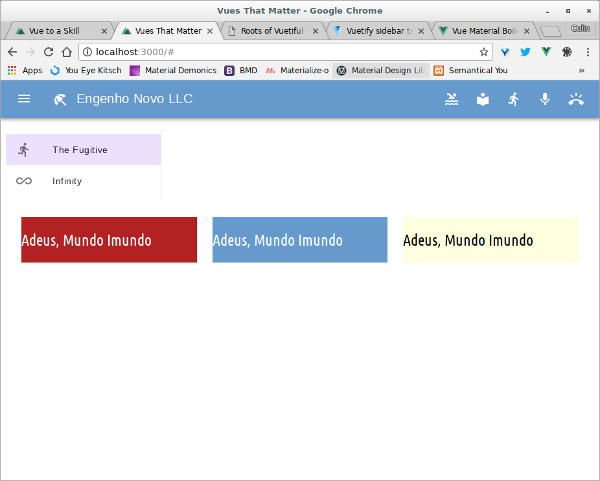 Vues That Matter - Google Chrome
Vue to a Skill
Vues That Matter
Roots of Vuetiful
Vuetify sidebar t
Vue Material Boi
Colin
localhost:3000/#
Apps
You Eye Kitsch
Material Demonics
B
BMD
Materialize-o
Material Design Lit
Semantical You
»
Engenho Novo LLC
The Fugitive
Infinity
Adeus, Mundo Imundo
Adeus, Mundo Imundo
Adeus, Mundo Imundo